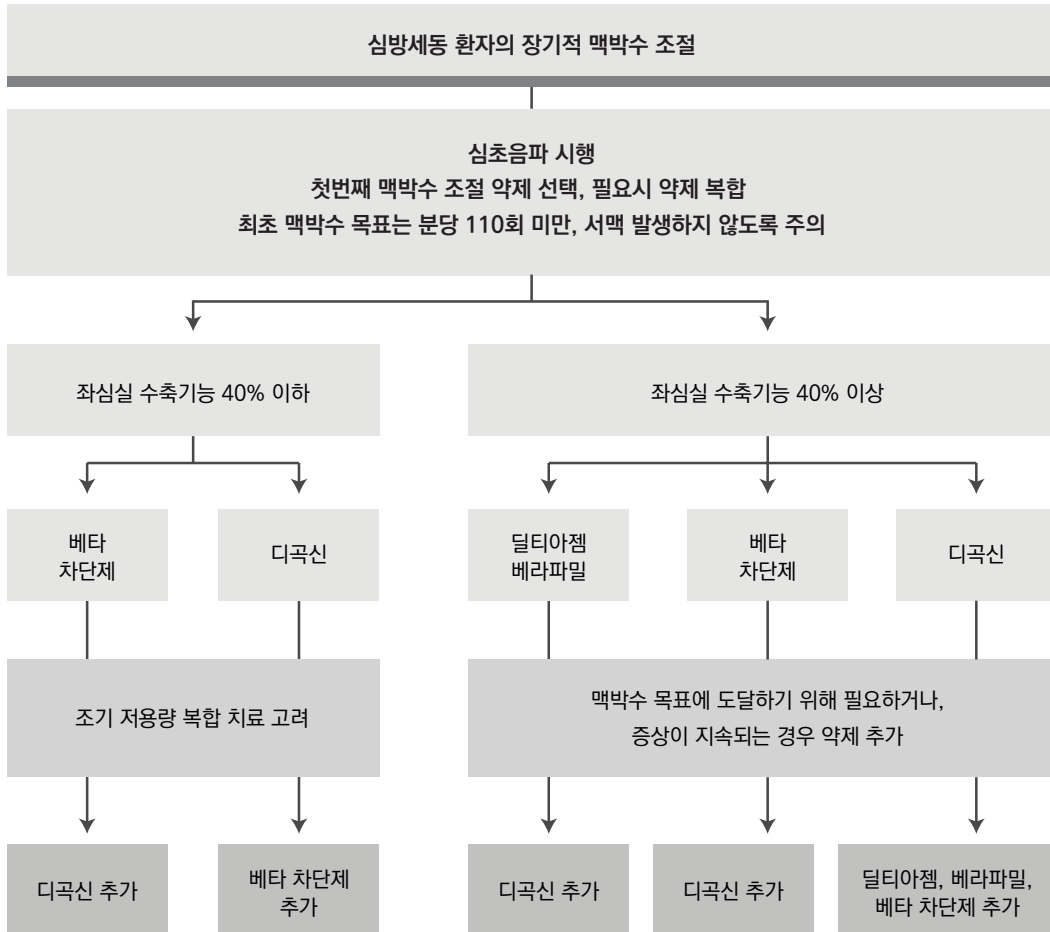 심방세동 환자의 장기적 맥박수 조절
심초음파 시행
첫번째 맥박수 조절 약제 선택, 필요시 약제 복합
최초 맥박수 목표는 분당 110회 미만, 서맥 발생하지 않도록 주의
좌심실 수축기능 40% 이하
좌심실 수축기능 40% 이상
베타
차단제
디곡신
딜티아젬
베라파밀
베타
차단제
디곡신
조기 저용량 복합 치료 고려
맥박수 목표에 도달하기 위해 필요하거나,
증상이 지속되는 경우 약제 추가
디곡신 추가
베타 차단제
추가
디곡신 추가
디곡신 추가
딜티아젬, 베라파밀,
베타 차단제 추가